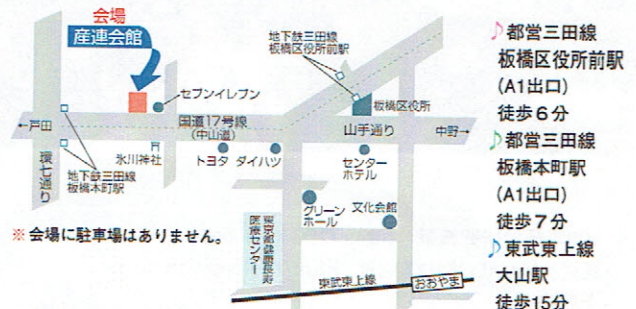 会場
産連会館
地下鉄三田線
板橋区役所前駅
セブンイレブン
板橋区役所
←戸田
国道17号線
(中山道)
山手通り
中野→
環七通り
氷川神社
トヨタ
ダイハツ
センター
ホテル
地下鉄三田線
板橋本町駅
グリーン
ホール
文化会館
※ 会場に駐車場はありません。
東京都健康長寿
医療センター
東武東上線
おおやま
♪都営三田線
板橋区役所前駅
(A1出口)
徒歩6分
♪都営三田線
板橋本町駅
(A1出口)
徒歩7分
♪東武東上線
大山駅
徒歩15分